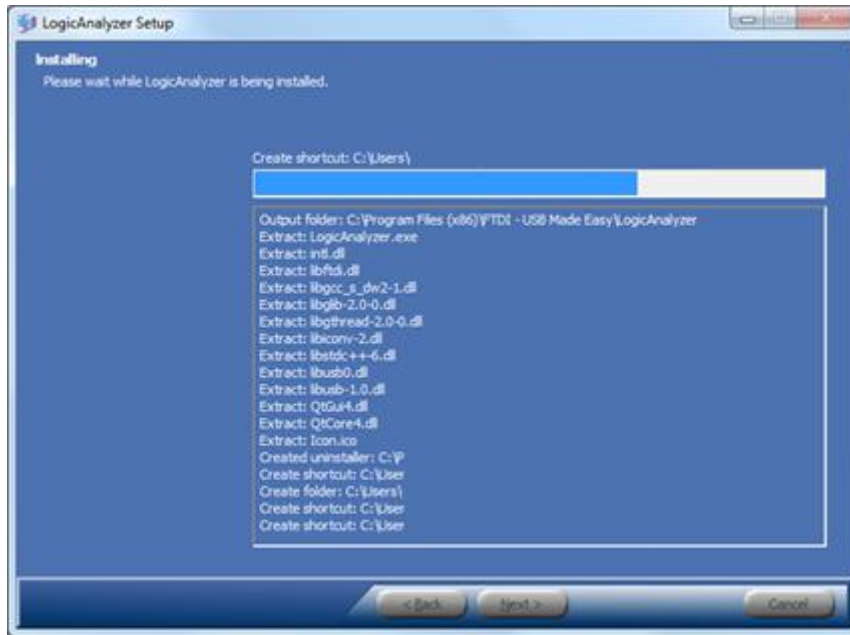 LogicAnalyzer Setup
Installing
Please wait while LogicAnalyzer is being installed.
Create shortcut: C:\Users\
Output folder: C:\Program Files (x86)\FTDI - USB Made Easy\LogicAnalyzer
Extract: LogicAnalyzer.exe
Extract: intl.dll
Extract: libftdi.dll
Extract: libgcc_s_dw2-1.dll
Extract: libglib-2.0-0.dll
Extract: libgthread-2.0-0.dll
Extract: libiconv-2.dll
Extract: libstdc++-6.dll
Extract: libusb0.dll
Extract: libusb-1.0.dll
Extract: QtGui4.dll
Extract: QtCore4.dll
Extract: Icon.ico
Created uninstaller: C:\P
Create shortcut: C:\User
Create folder: C:\Users\
Create shortcut: C:\User
Create shortcut: C:\User
< Back
Next >
Cancel